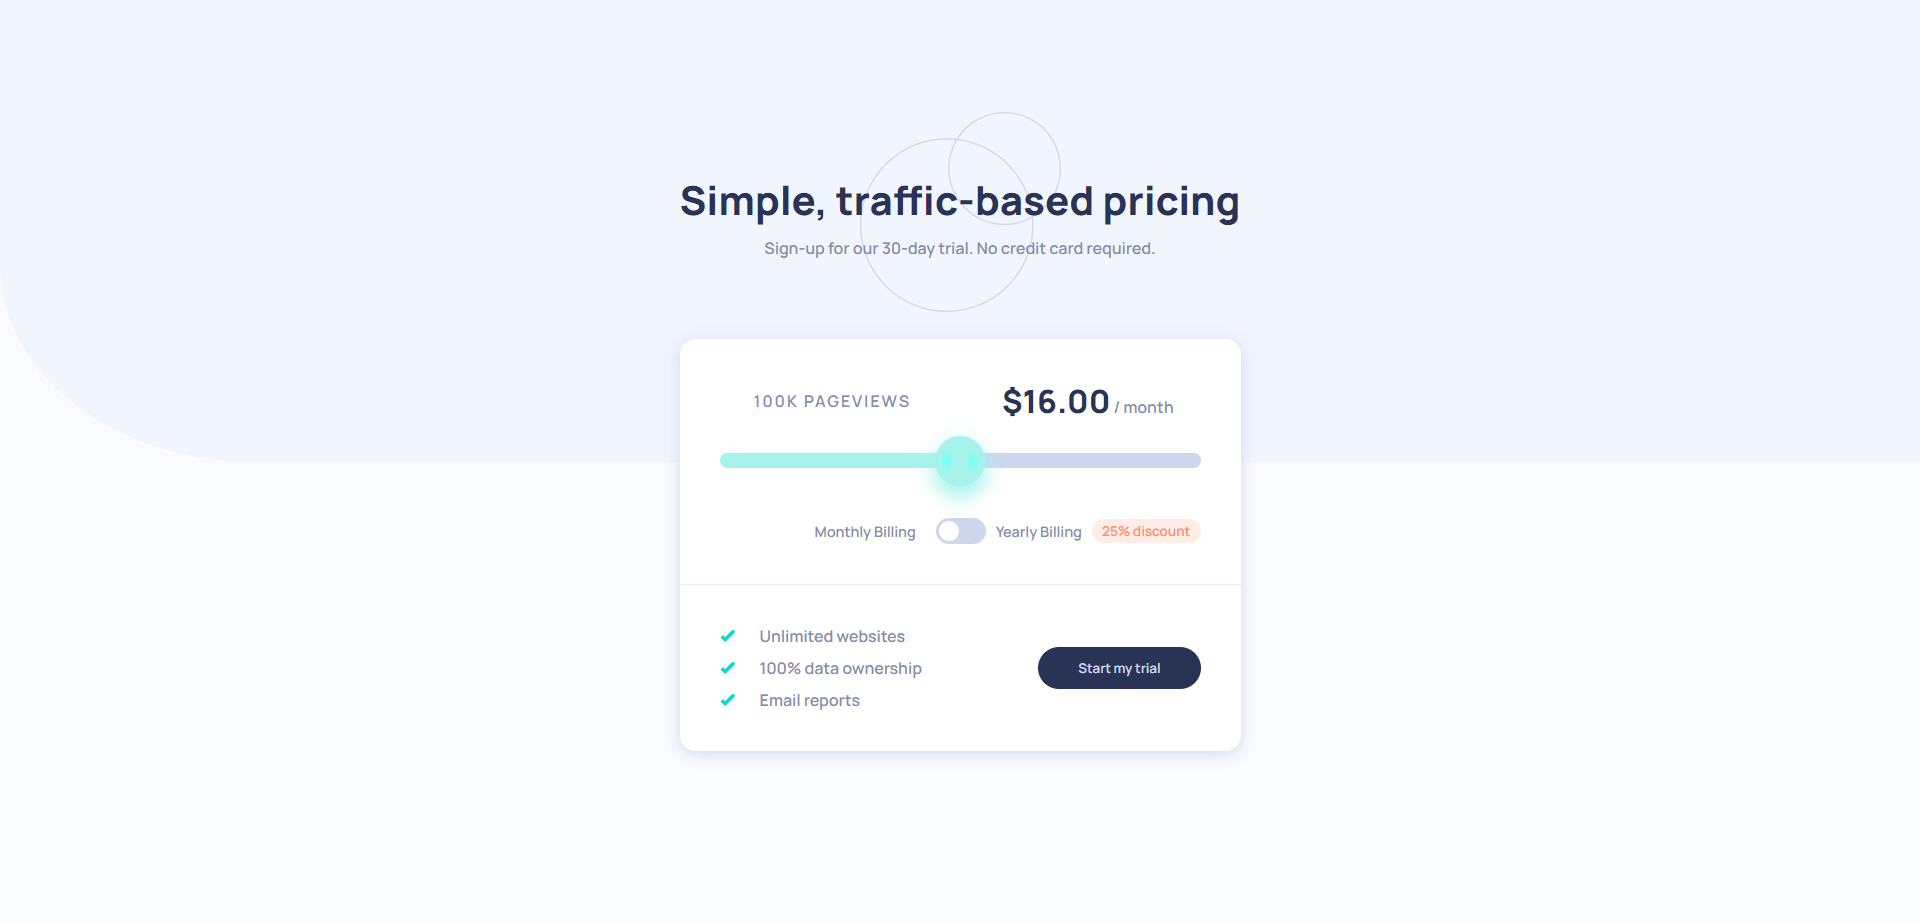 Simple, traffic-based pricing
Sign-up for our 30-day trial. No credit card required.
100K PAGEVIEWS
$16.00 / month
Monthly Billing
Yearly Billing
25% discount
Unlimited websites
100% data ownership
Email reports
Start my trial